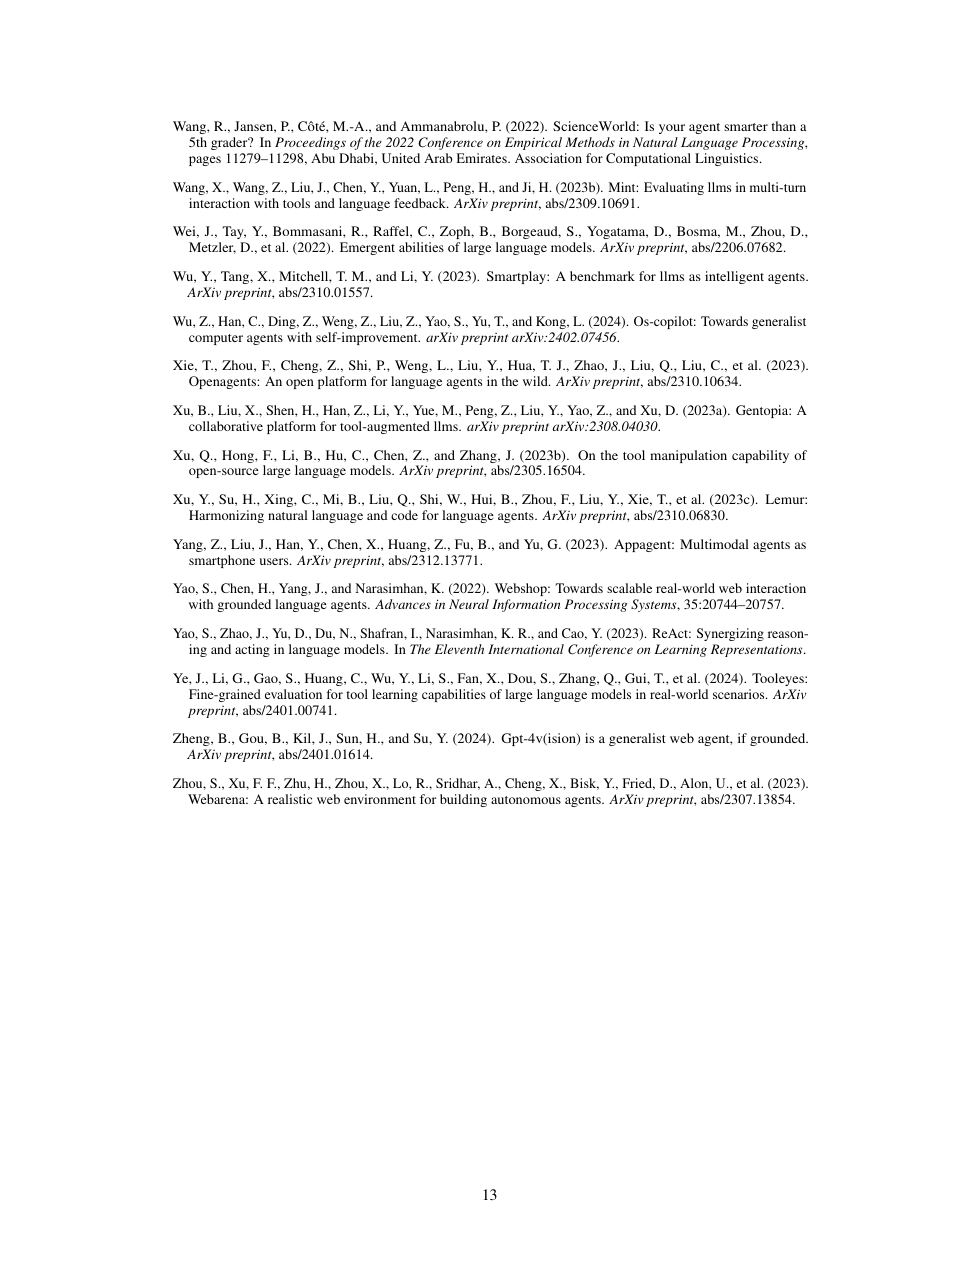 Wang, R., Jansen, P., Côté, M.-A., and Ammanabrolu, P. (2022). ScienceWorld: Is your agent smarter than a
5th grader? In Proceedings of the 2022 Conference on Empirical Methods in Natural Language Processing,
pages 11279–11298, Abu Dhabi, United Arab Emirates. Association for Computational Linguistics.
Wang, X., Wang, Z., Liu, J., Chen, Y., Yuan, L., Peng, H., and Ji, H. (2023b). Mint: Evaluating llms in multi-turn
interaction with tools and language feedback. ArXiv preprint, abs/2309.10691.
Wei, J., Tay, Y., Bommasani, R., Raffel, C., Zoph, B., Borgeaud, S., Yogatama, D., Bosma, M., Zhou, D.,
Metzler, D., et al. (2022). Emergent abilities of large language models. ArXiv preprint, abs/2206.07682.
Wu, Y., Tang, X., Mitchell, T. M., and Li, Y. (2023). Smartplay: A benchmark for llms as intelligent agents.
ArXiv preprint, abs/2310.01557.
Wu, Z., Han, C., Ding, Z., Weng, Z., Liu, Z., Yao, S., Yu, T., and Kong, L. (2024). Os-copilot: Towards generalist
computer agents with self-improvement. arXiv preprint arXiv:2402.07456.
Xie, T., Zhou, F., Cheng, Z., Shi, P., Weng, L., Liu, Y., Hua, T. J., Zhao, J., Liu, Q., Liu, C., et al. (2023).
Openagents: An open platform for language agents in the wild. ArXiv preprint, abs/2310.10634.
Xu, B., Liu, X., Shen, H., Han, Z., Li, Y., Yue, M., Peng, Z., Liu, Y., Yao, Z., and Xu, D. (2023a). Gentopia: A
collaborative platform for tool-augmented llms. arXiv preprint arXiv:2308.04030.
Xu, Q., Hong, F., Li, B., Hu, C., Chen, Z., and Zhang, J. (2023b). On the tool manipulation capability of
open-source large language models. ArXiv preprint, abs/2305.16504.
Xu, Y., Su, H., Xing, C., Mi, B., Liu, Q., Shi, W., Hui, B., Zhou, F., Liu, Y., Xie, T., et al. (2023c). Lemur:
Harmonizing natural language and code for language agents. ArXiv preprint, abs/2310.06830.
Yang, Z., Liu, J., Han, Y., Chen, X., Huang, Z., Fu, B., and Yu, G. (2023). Appagent: Multimodal agents as
smartphone users. ArXiv preprint, abs/2312.13771.
Yao, S., Chen, H., Yang, J., and Narasimhan, K. (2022). Webshop: Towards scalable real-world web interaction
with grounded language agents. Advances in Neural Information Processing Systems, 35:20744–20757.
Yao, S., Zhao, J., Yu, D., Du, N., Shafran, I., Narasimhan, K. R., and Cao, Y. (2023). ReAct: Synergizing reason-
ing and acting in language models. In The Eleventh International Conference on Learning Representations.
Ye, J., Li, G., Gao, S., Huang, C., Wu, Y., Li, S., Fan, X., Dou, S., Zhang, Q., Gui, T., et al. (2024). Tooleyes:
Fine-grained evaluation for tool learning capabilities of large language models in real-world scenarios. ArXiv
preprint, abs/2401.00741.
Zheng, B., Gou, B., Kil, J., Sun, H., and Su, Y. (2024). Gpt-4v(ision) is a generalist web agent, if grounded.
ArXiv preprint, abs/2401.01614.
Zhou, S., Xu, F. F., Zhu, H., Zhou, X., Lo, R., Sridhar, A., Cheng, X., Bisk, Y., Fried, D., Alon, U., et al. (2023).
Webarena: A realistic web environment for building autonomous agents. ArXiv preprint, abs/2307.13854.
13